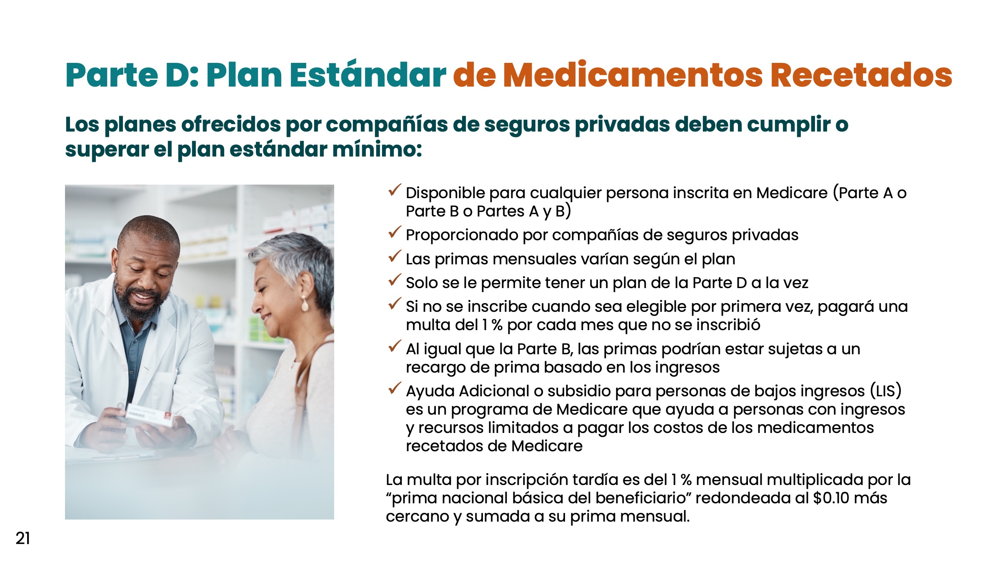 Parte D: Plan Estándar de Medicamentos Recetados
Los planes ofrecidos por compañías de seguros privadas deben cumplir o
superar el plan estándar mínimo:
✓ Disponible para cualquier persona inscrita en Medicare (Parte A o
Parte B o Partes A y B)
✓ Proporcionado por compañías de seguros privadas
✓ Las primas mensuales varían según el plan
✓ Solo se le permite tener un plan de la Parte D a la vez
✓ Si no se inscribe cuando sea elegible por primera vez, pagará una
multa del 1 % por cada mes que no se inscribió
✓ Al igual que la Parte B, las primas podrían estar sujetas a un
recargo de prima basado en los ingresos
✓ Ayuda Adicional o subsidio para personas de bajos ingresos (LIS)
es un programa de Medicare que ayuda a personas con ingresos
y recursos limitados a pagar los costos de los medicamentos
recetados de Medicare
La multa por inscripción tardía es del 1 % mensual multiplicada por la
“prima nacional básica del beneficiario” redondeada al $0.10 más
cercano y sumada a su prima mensual.
21